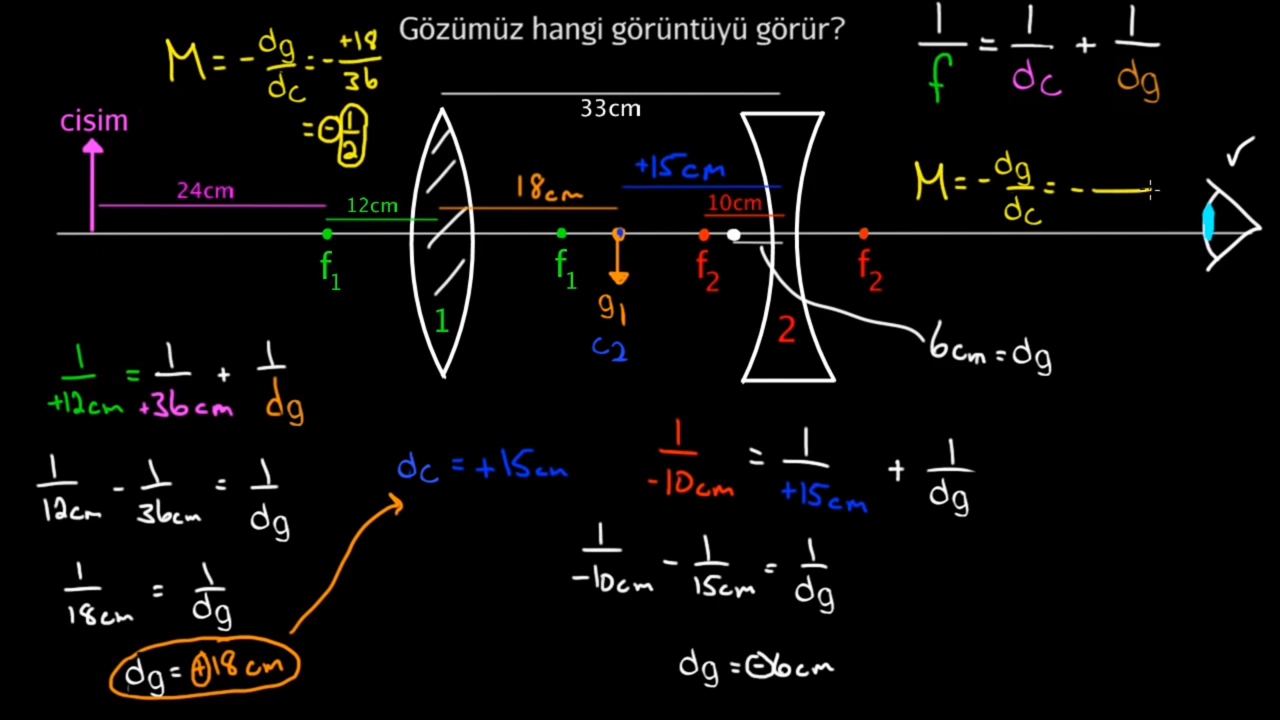 Gözümüz hangi görüntüyü görür?
M = - dg/dc = - +18/36
= - 1/2
1/f = 1/dc + 1/dg
M = - dg/dc = -
cisim
33cm
24cm
12cm
18cm
+15cm
10cm
f1
f1
f2
f2
g1
c2
1
2
6cm = dg
1/+12cm = 1/+36cm + 1/dg
1/12cm - 1/36cm = 1/dg
1/18cm = 1/dg
dg = +18cm
dc = +15cm
1/-10cm = 1/+15cm + 1/dg
1/-10cm - 1/15cm = 1/dg
dg = -6cm